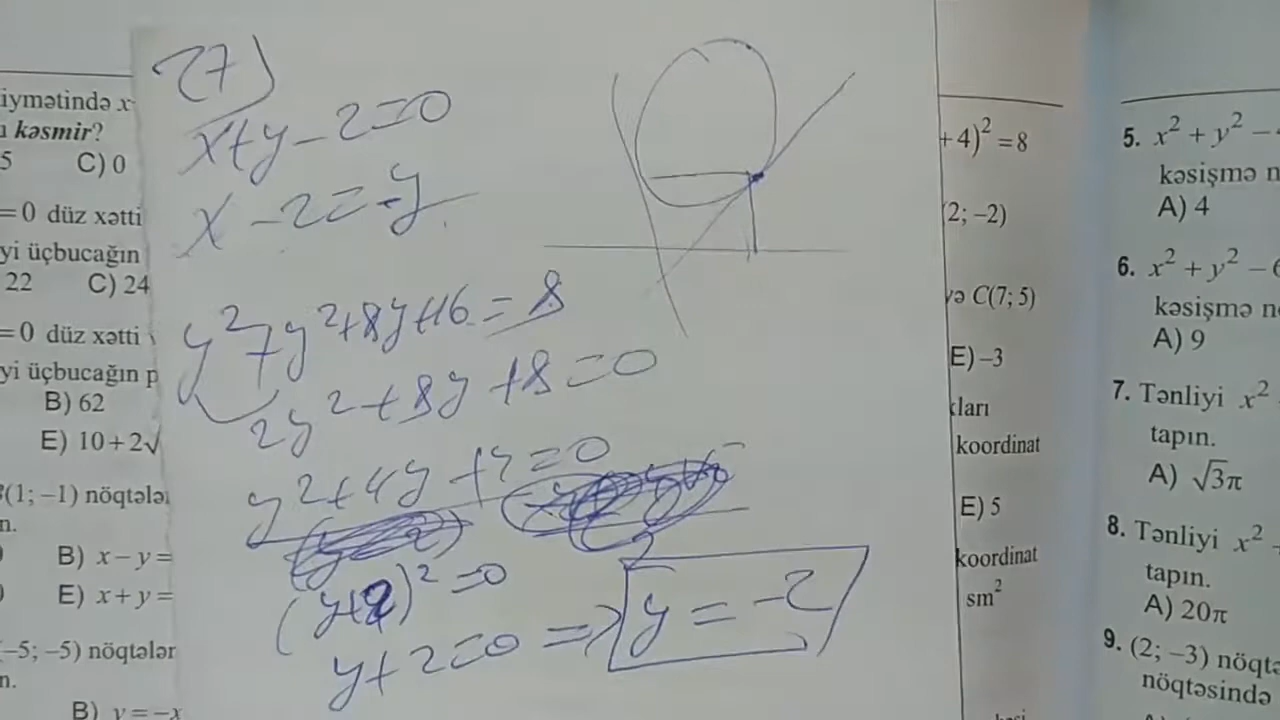 iymətində x
kəsmir?
5 C) 0
=0 düz xətti
yi üçbucağın
22 C) 24
=0 düz xətti
yi üçbucağın p
B) 62
E) 10+2√
(1; –1) nöqtələ
n.
B) x – y =
E) x + y =
–5; –5) nöqtələr
n.
B) y = –x
27)
x+y-2=0
x-2=-y
y²+y²+8y+16=8
2y²+8y+8=0
y²+4y+4=0
(y+2)²=0
y+2=0 => y=-2
+4)² = 8
(2; –2)
və C(7; 5)
E) –3
ları
koordinat
E) 5
koordinat
sm²
5. x² + y² –
kəsişmə n
A) 4
6. x² + y² – 6
kəsişmə n
A) 9
7. Tənliyi x²
tapın.
A) √3π
8. Tənliyi x²
tapın.
A) 20π
9. (2; –3) nöqtə
nöqtəsində